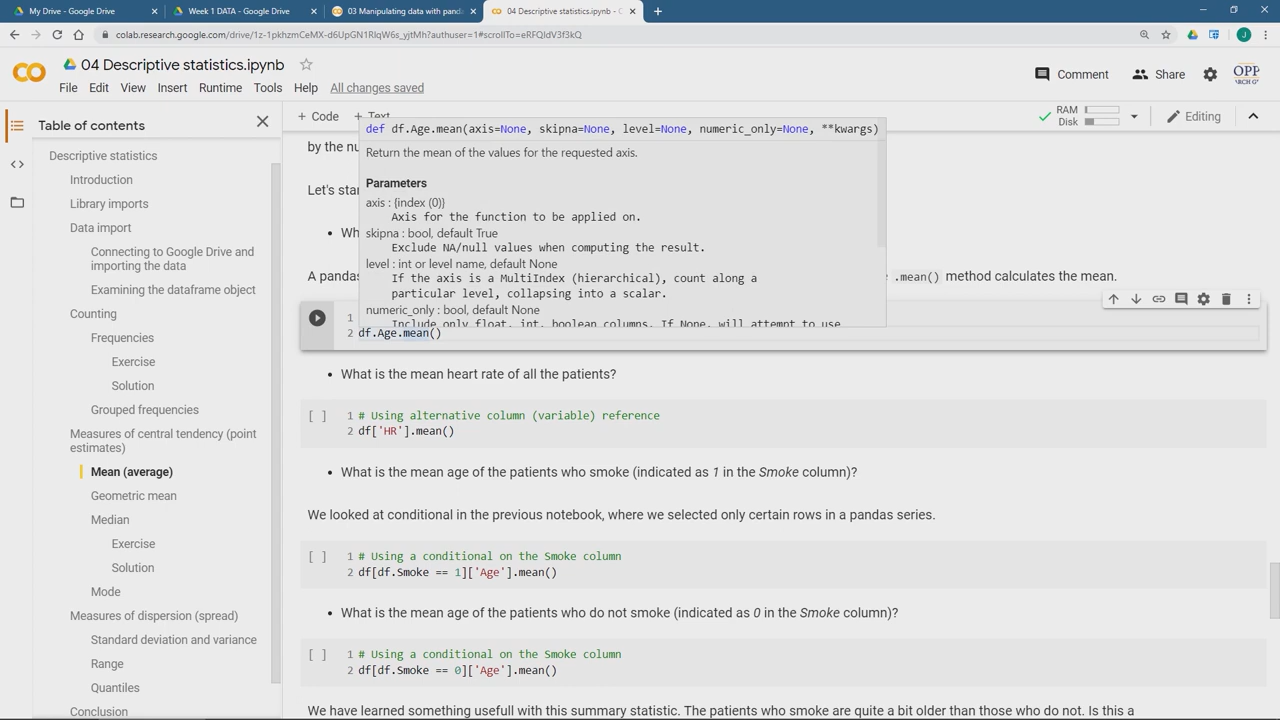 My Drive - Google Drive
Week 1 DATA - Google Drive
03 Manipulating data with panda
04 Descriptive statistics.ipynb - C
colab.research.google.com/drive/1z-1pkhzmCeMX-d6UpGN1RlqW6s_yjtMh?authuser=1#scrollTo=eRFQIdV3f3kQ
J
04 Descriptive statistics.ipynb
Comment
Share
OPP
RCH G
File Edit View Insert Runtime Tools Help All changes saved
Table of contents
+ Code + Text
RAM
Disk
Editing
Descriptive statistics
Introduction
Library imports
Data import
Connecting to Google Drive and
importing the data
Examining the dataframe object
Counting
Frequencies
Exercise
Solution
Grouped frequencies
Measures of central tendency (point
estimates)
Mean (average)
Geometric mean
Median
Exercise
Solution
Mode
Measures of dispersion (spread)
Standard deviation and variance
Range
Quantiles
Conclusion
by the nu
Let's star
Wh
A pandas
def df.Age.mean(axis=None, skipna=None, level=None, numeric_only=None, **kwargs)
Return the mean of the values for the requested axis.
Parameters
axis : {index (0)}
Axis for the function to be applied on.
skipna : bool, default True
Exclude NA/null values when computing the result.
level : int or level name, default None
If the axis is a MultiIndex (hierarchical), count along a
particular level, collapsing into a scalar.
numeric_only : bool, default None
Include only float, int, boolean columns. If None, will attempt to use
.mean() method calculates the mean.
1
2 df.Age.mean()
• What is the mean heart rate of all the patients?
[ ] 1 # Using alternative column (variable) reference
2 df['HR'].mean()
• What is the mean age of the patients who smoke (indicated as 1 in the Smoke column)?
We looked at conditional in the previous notebook, where we selected only certain rows in a pandas series.
[ ] 1 # Using a conditional on the Smoke column
2 df[df.Smoke == 1]['Age'].mean()
• What is the mean age of the patients who do not smoke (indicated as 0 in the Smoke column)?
[ ] 1 # Using a conditional on the Smoke column
2 df[df.Smoke == 0]['Age'].mean()
We have learned something usefull with this summary statistic. The patients who smoke are quite a bit older than those who do not. Is this a